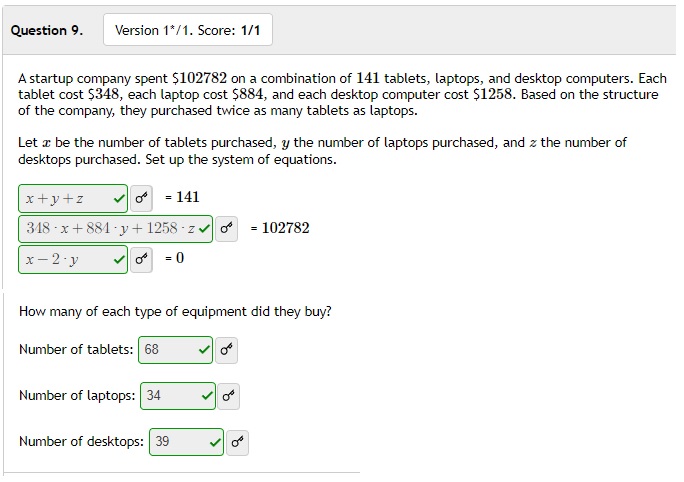 Question 9. Version 1*/1. Score: 1/1
A startup company spent $102782 on a combination of 141 tablets, laptops, and desktop computers. Each
tablet cost $348, each laptop cost $884, and each desktop computer cost $1258. Based on the structure
of the company, they purchased twice as many tablets as laptops.
Let x be the number of tablets purchased, y the number of laptops purchased, and z the number of
desktops purchased. Set up the system of equations.
x + y + z = 141
348 · x + 884 · y + 1258 · z = 102782
x − 2 · y = 0
How many of each type of equipment did they buy?
Number of tablets: 68
Number of laptops: 34
Number of desktops: 39